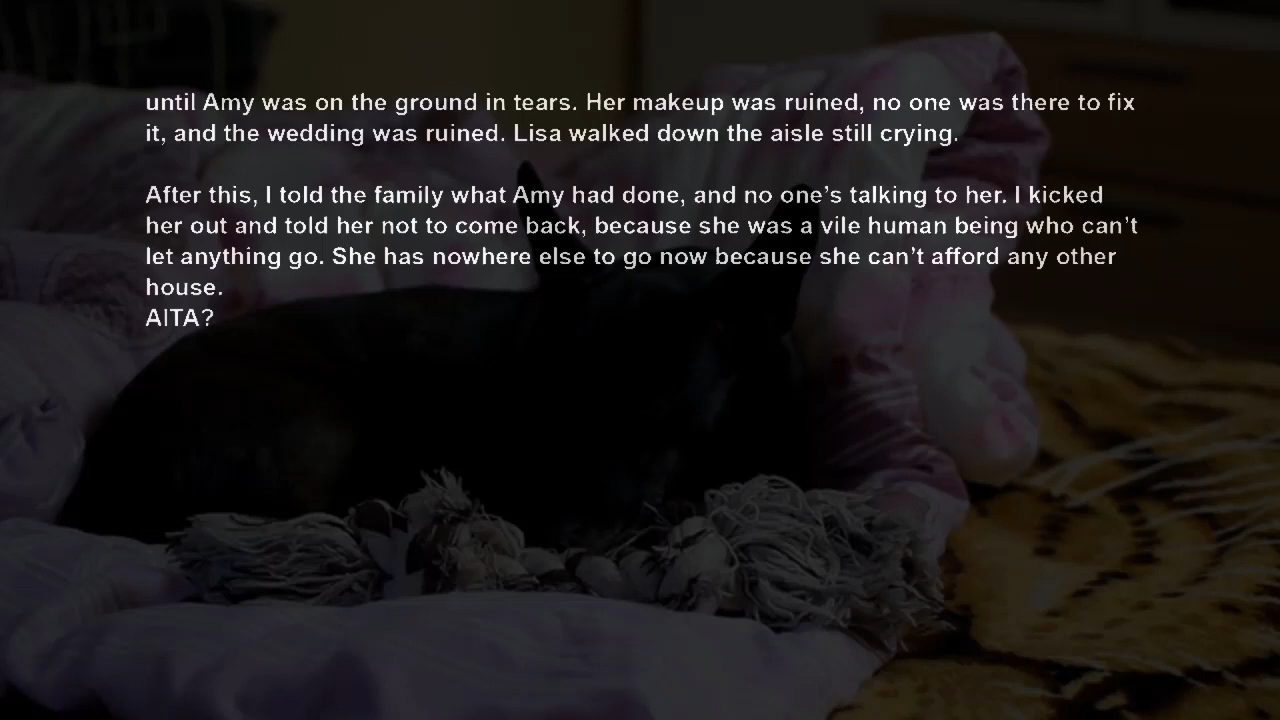 until Amy was on the ground in tears. Her makeup was ruined, no one was there to fix
it, and the wedding was ruined. Lisa walked down the aisle still crying.
After this, I told the family what Amy had done, and no one’s talking to her. I kicked
her out and told her not to come back, because she was a vile human being who can’t
let anything go. She has nowhere else to go now because she can’t afford any other
house.
AITA?